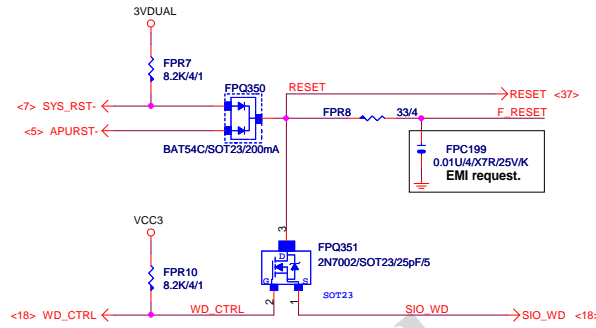 3VDUAL
FPR7
8.2K/4/1
FPQ350
RESET
<7> SYS_RST-
RESET <37>
FPR8
33/4
F_RESET
<5> APURST-
BAT54C/SOT23/200mA
FPC199
0.01U/4/X7R/25V/K
EMI request.
VCC3
3
FPQ351
D
2N7002/SOT23/25pF/5
FPR10
8.2K/4/1
G
S
SOT23
2
1
<18> WD_CTRL
WD_CTRL
SIO_WD
SIO_WD <18>